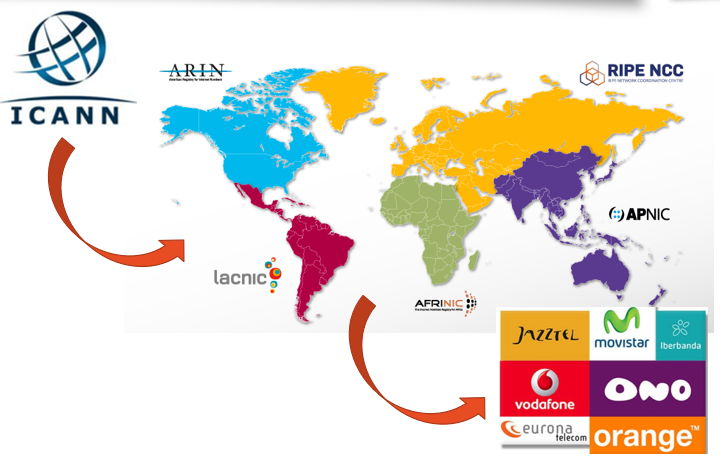 ICANN
ARIN
American Registry for Internet Numbers
RIPE NCC
RIPE NETWORK COORDINATION CENTRE
APNIC
lacnic
AFRINIC
The Internet Numbers Registry for Africa
JAZZTEL
movistar
Iberbanda
vodafone
ONO
eurona
telecom
orange™